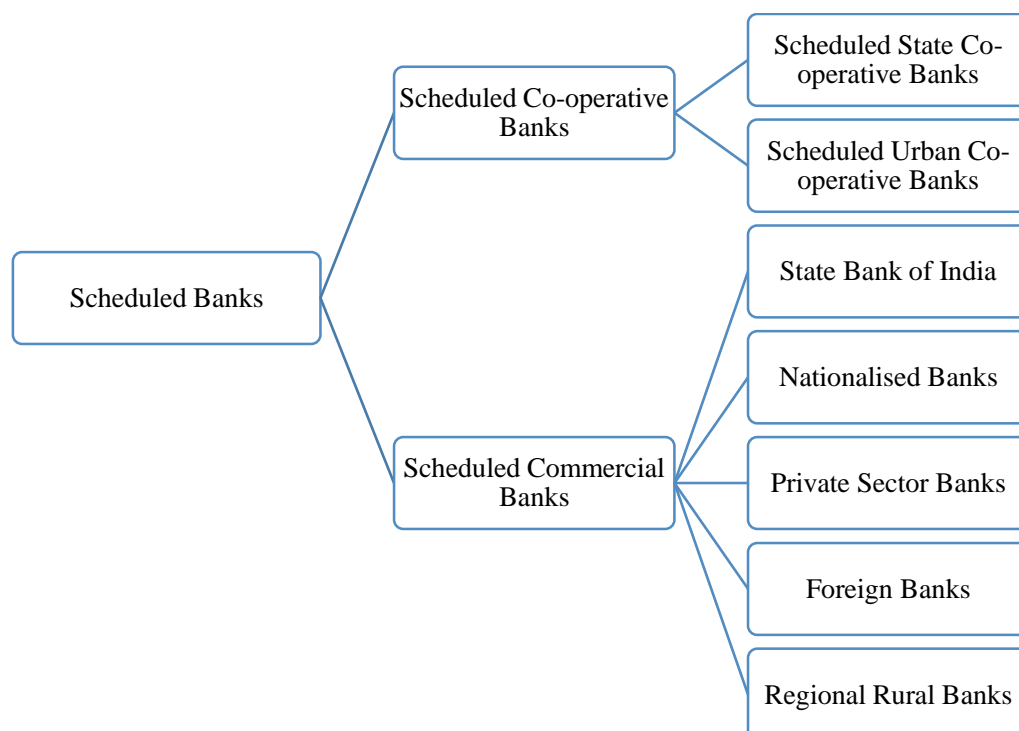 Scheduled Banks
Scheduled Co-operative
Banks
Scheduled State Co-
operative Banks
Scheduled Urban Co-
operative Banks
Scheduled Commercial
Banks
State Bank of India
Nationalised Banks
Private Sector Banks
Foreign Banks
Regional Rural Banks